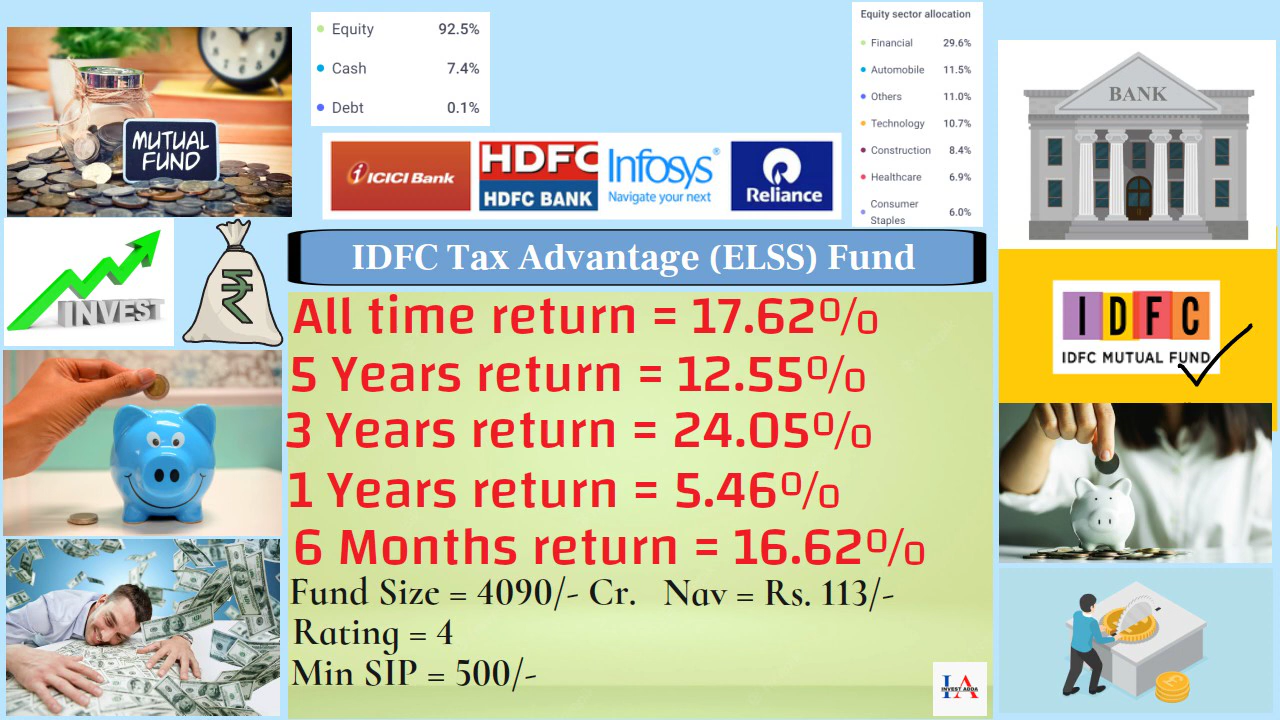 MUTUAL
FUND
Equity 92.5%
Cash 7.4%
Debt 0.1%
ICICI Bank
HDFC
HDFC BANK
Infosys®
Navigate your next
Reliance
Equity sector allocation
Financial 29.6%
Automobile 11.5%
Others 11.0%
Technology 10.7%
Construction 8.4%
Healthcare 6.9%
Consumer
Staples 6.0%
BANK
INVEST
₹
IDFC Tax Advantage (ELSS) Fund
IDFC
IDFC MUTUAL FUND
All time return = 17.62%
5 Years return = 12.55%
3 Years return = 24.05%
1 Years return = 5.46%
6 Months return = 16.62%
Fund Size = 4090/- Cr. Nav = Rs. 113/-
Rating = 4
Min SIP = 500/-
IA
INVEST AGDA